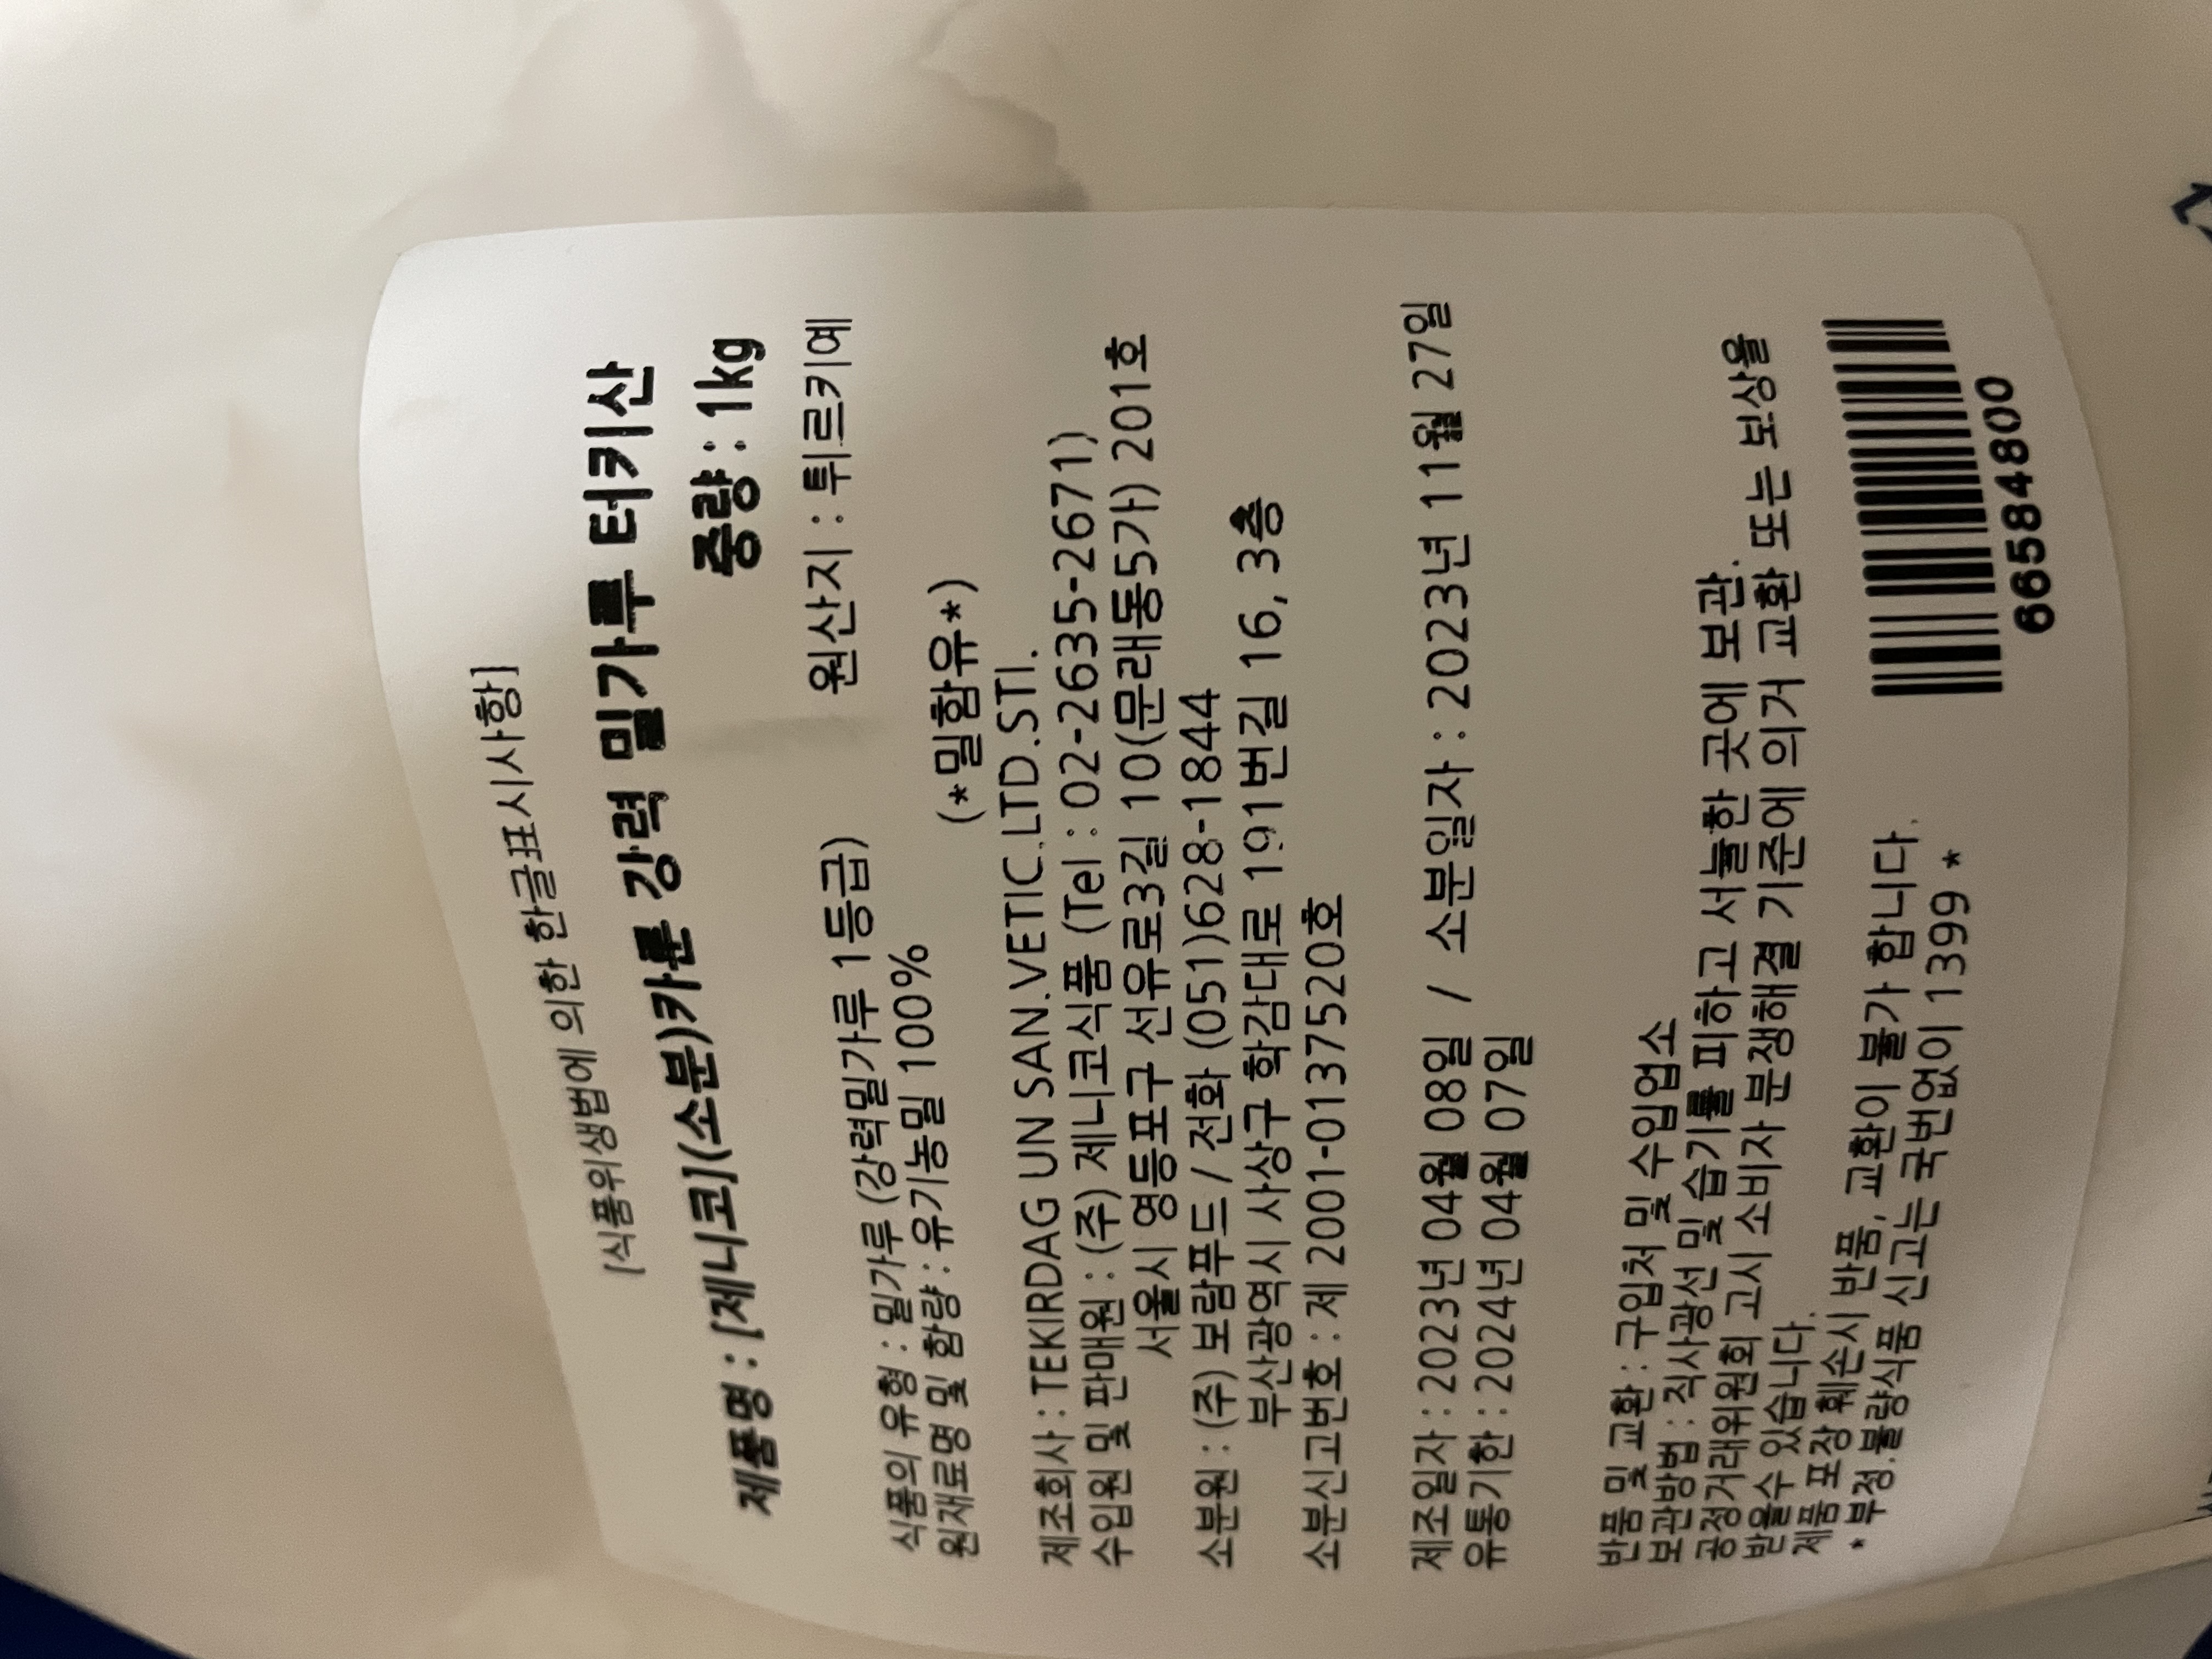 [식품위생법에 의한 한글표시사항]
제품명 : [제니코](소분)카룬 강력 밀가루 터키산
중량 : 1kg
식품의 유형 : 밀가루 (강력밀가루 1등급) 원산지 : 튀르키예
원재료명 및 함량 : 유기농밀 100%
(*밀함유*)
제조회사 : TEKIRDAG UN SAN.VETIC.LTD.STI.
수입원 및 판매원 : (주) 제니코식품 (Tel : 02-2635-2671)
서울시 영등포구 선유로3길 10(문래동5가) 201호
소분원 : (주) 보람푸드 / 전화 (051)628-1844
부산광역시 사상구 학감대로 191번길 16, 3층
소분신고번호 : 제 2001-0137520호
제조일자 : 2023년 04월 08일 / 소분일자 : 2023년 11월 27일
유통기한 : 2024년 04월 07일
반품 및 교환 : 구입처 및 수입업소
보관방법 : 직사광선 및 습기를 피하고 서늘한 곳에 보관.
공정거래위원회 고시 소비자 분쟁해결 기준에 의거 교환 또는 보상을
받을수 있습니다.
제품 포장 훼손시 반품, 교환이 불가 합니다.
* 부정.불량식품 신고는 국번없이 1399 *
66584800